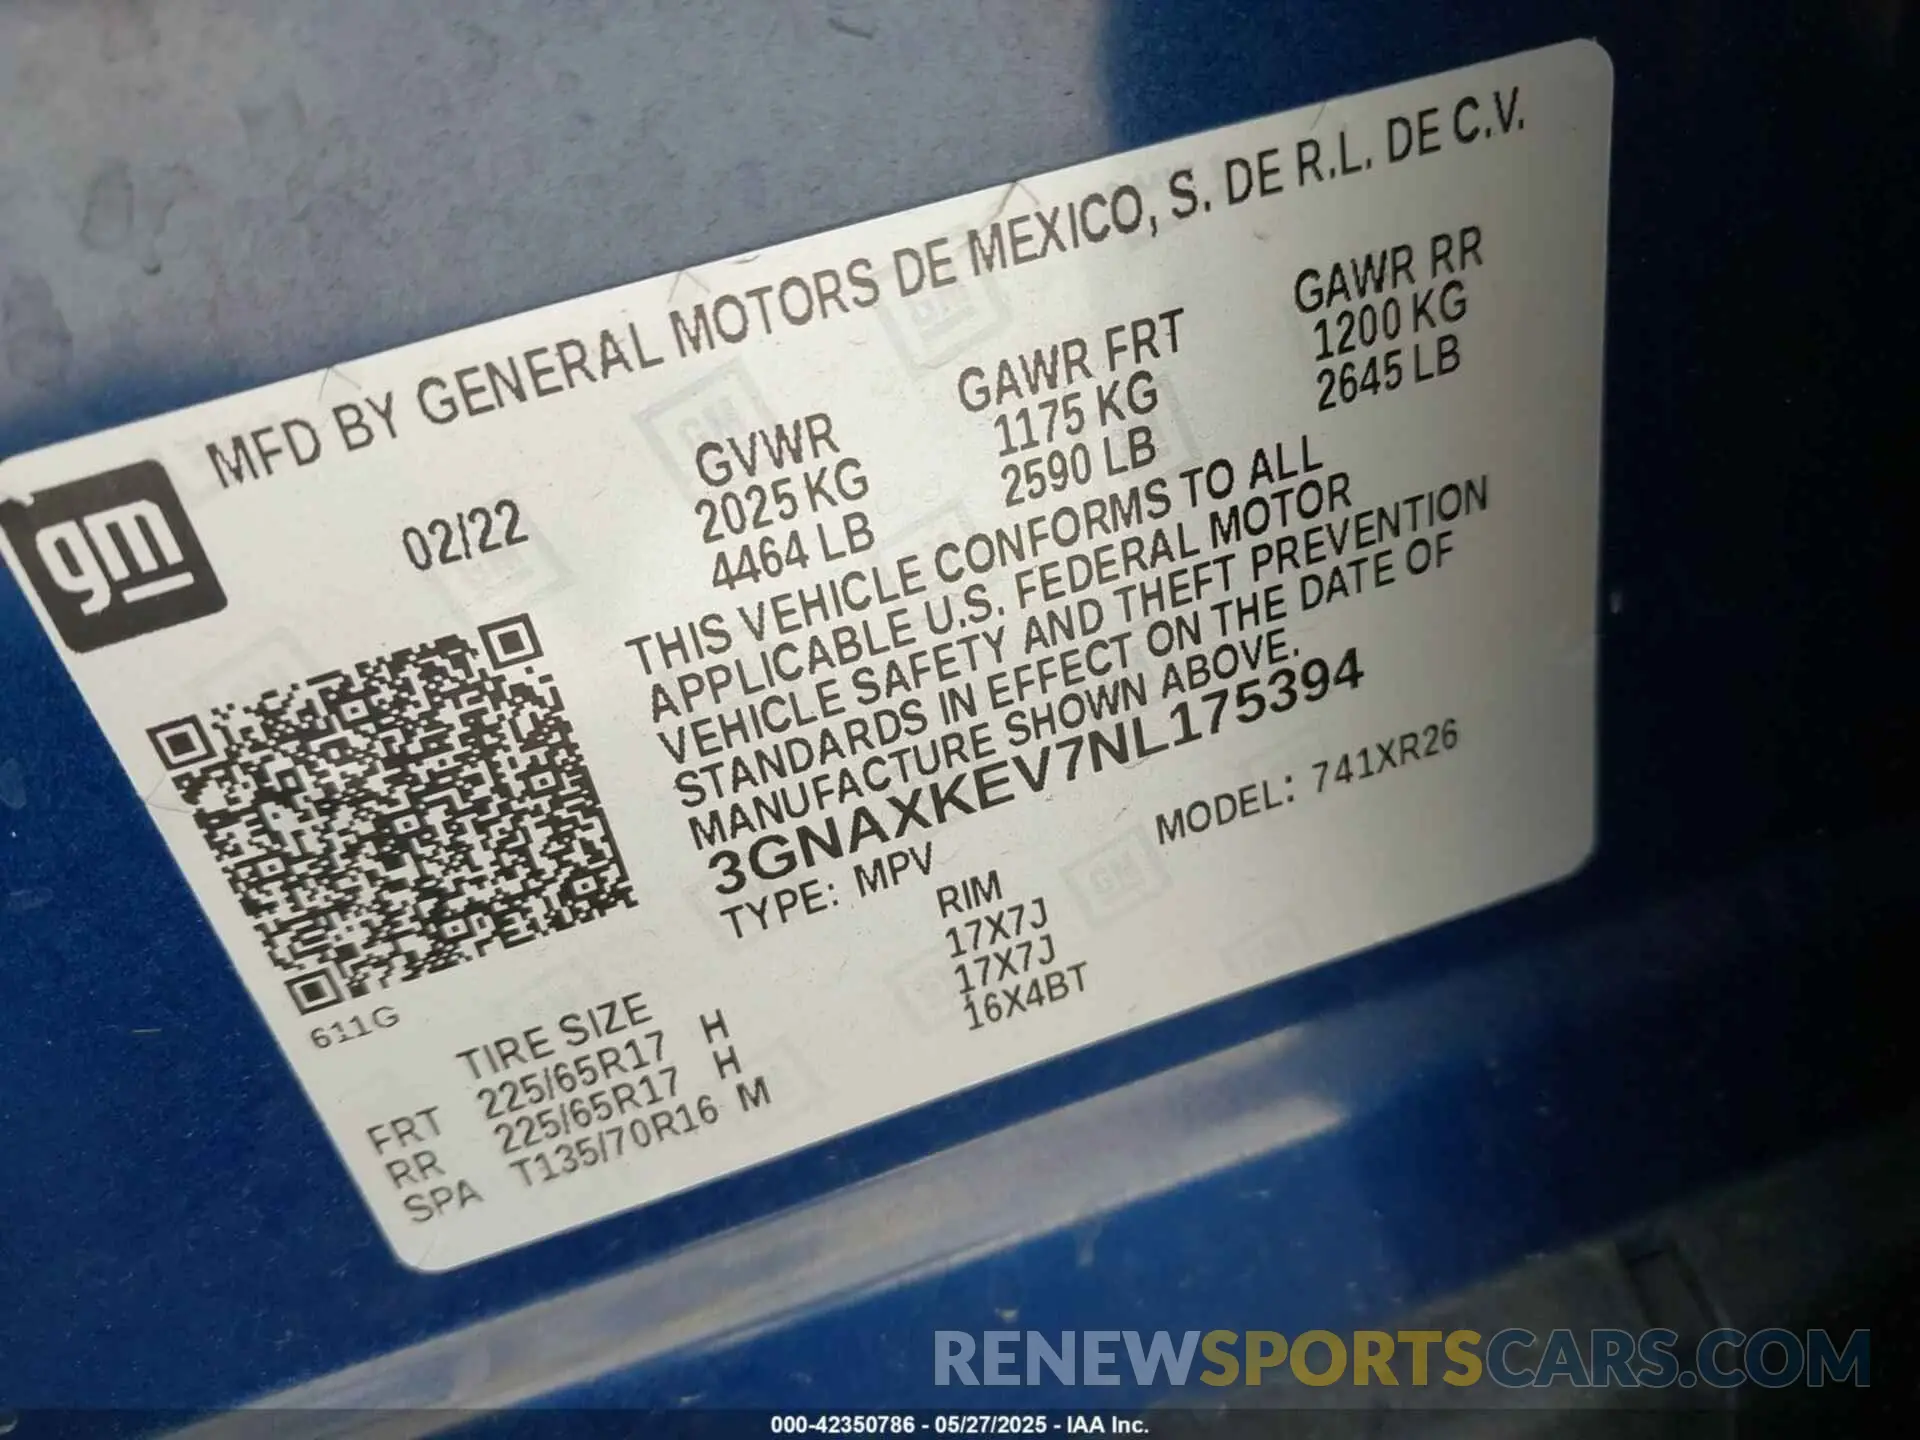 MFD BY GENERAL MOTORS DE MEXICO, S. DE R.L. DE C.V.
gm
02/22
GVWR
2025 KG
4464 LB
GAWR FRT
1175 KG
2590 LB
GAWR RR
1200 KG
2645 LB
THIS VEHICLE CONFORMS TO ALL
APPLICABLE U.S. FEDERAL MOTOR
VEHICLE SAFETY AND THEFT PREVENTION
STANDARDS IN EFFECT ON THE DATE OF
MANUFACTURE SHOWN ABOVE.
3GNAXKEV7NL175394
TYPE: MPV
MODEL: 741XR26
611G
TIRE SIZE
RIM
FRT 225/65R17 H 17X7J
RR 225/65R17 H 17X7J
SPA T135/70R16 M 16X4BT
RENEWSPORTSCARS.COM
000-42350786 - 05/27/2025 - IAA Inc.